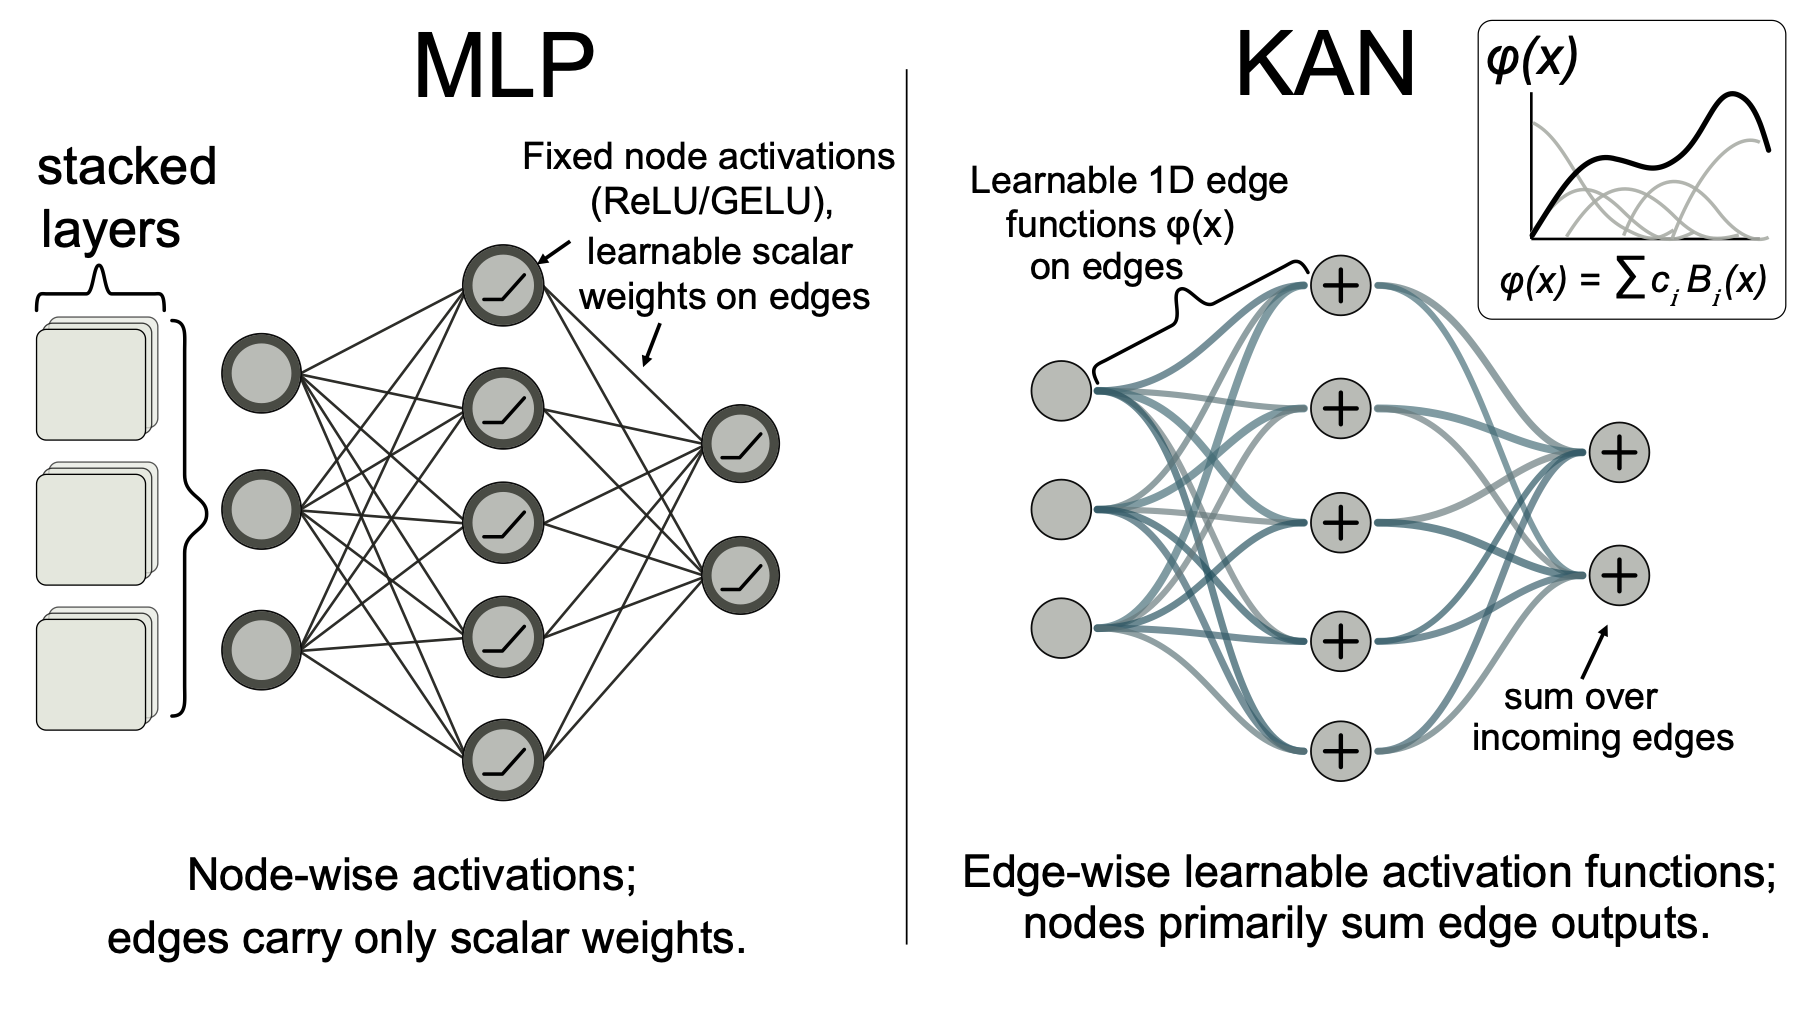 MLP
stacked
layers
Fixed node activations
(ReLU/GELU),
learnable scalar
weights on edges
Node-wise activations;
edges carry only scalar weights.
KAN
φ(x)
φ(x) = ∑ cᵢ Bᵢ(x)
Learnable 1D edge
functions φ(x)
on edges
sum over
incoming edges
Edge-wise learnable activation functions;
nodes primarily sum edge outputs.